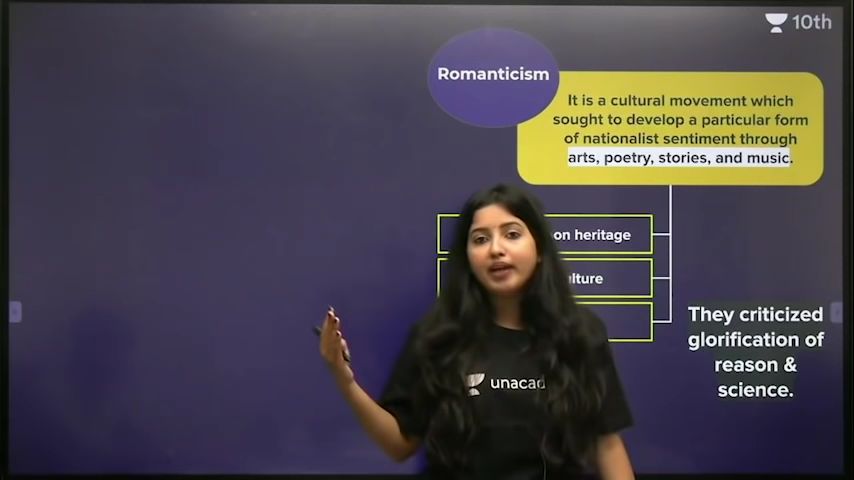 10th
Romanticism
It is a cultural movement which
sought to develop a particular form
of nationalist sentiment through
arts, poetry, stories, and music.
on heritage
They criticized
glorification of
reason &
science.
unacad